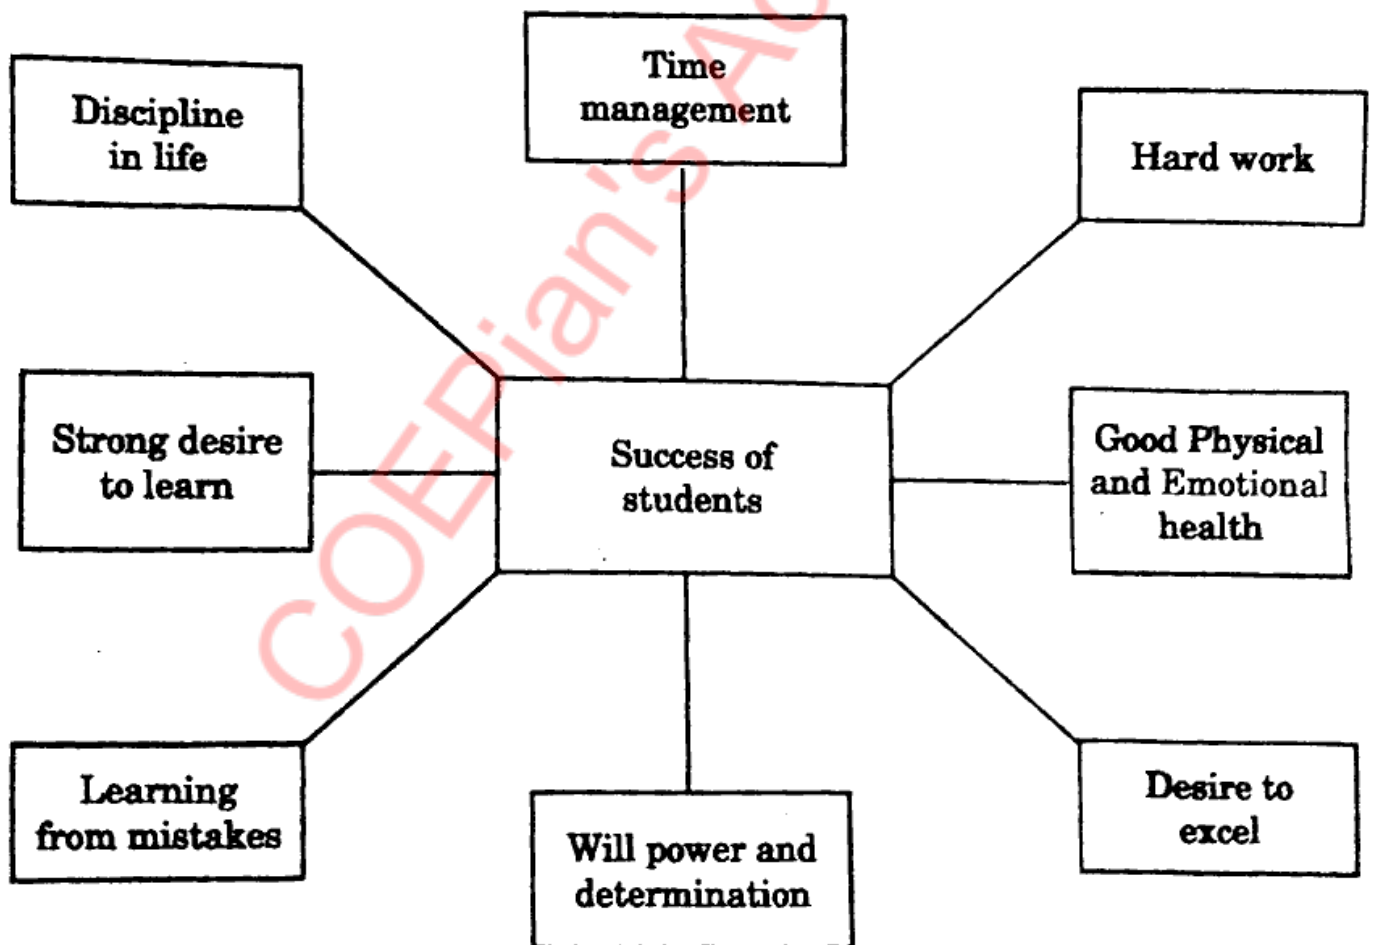 Time
management
Discipline
in life
Hard work
Strong desire
to learn
Success of
students
Good Physical
and Emotional
health
Learning
from mistakes
Will power and
determination
Desire to
excel
COEPian's